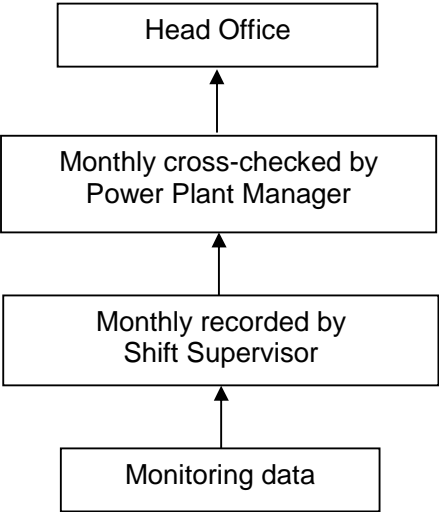 Head Office
Monthly cross-checked by
Power Plant Manager
Monthly recorded by
Shift Supervisor
Monitoring data